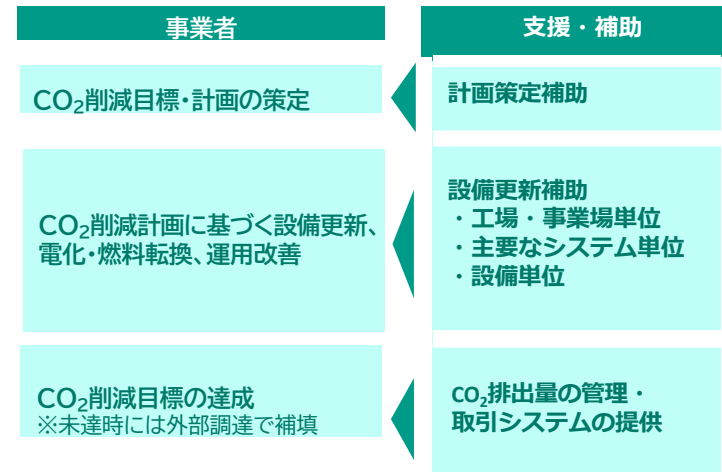 事業者
支援・補助
CO₂削減目標・計画の策定
計画策定補助
CO₂削減計画に基づく設備更新、
電化・燃料転換、運用改善
設備更新補助
・工場・事業場単位
・主要なシステム単位
・設備単位
CO₂削減目標の達成
※未達時には外部調達で補填
CO₂排出量の管理・
取引システムの提供